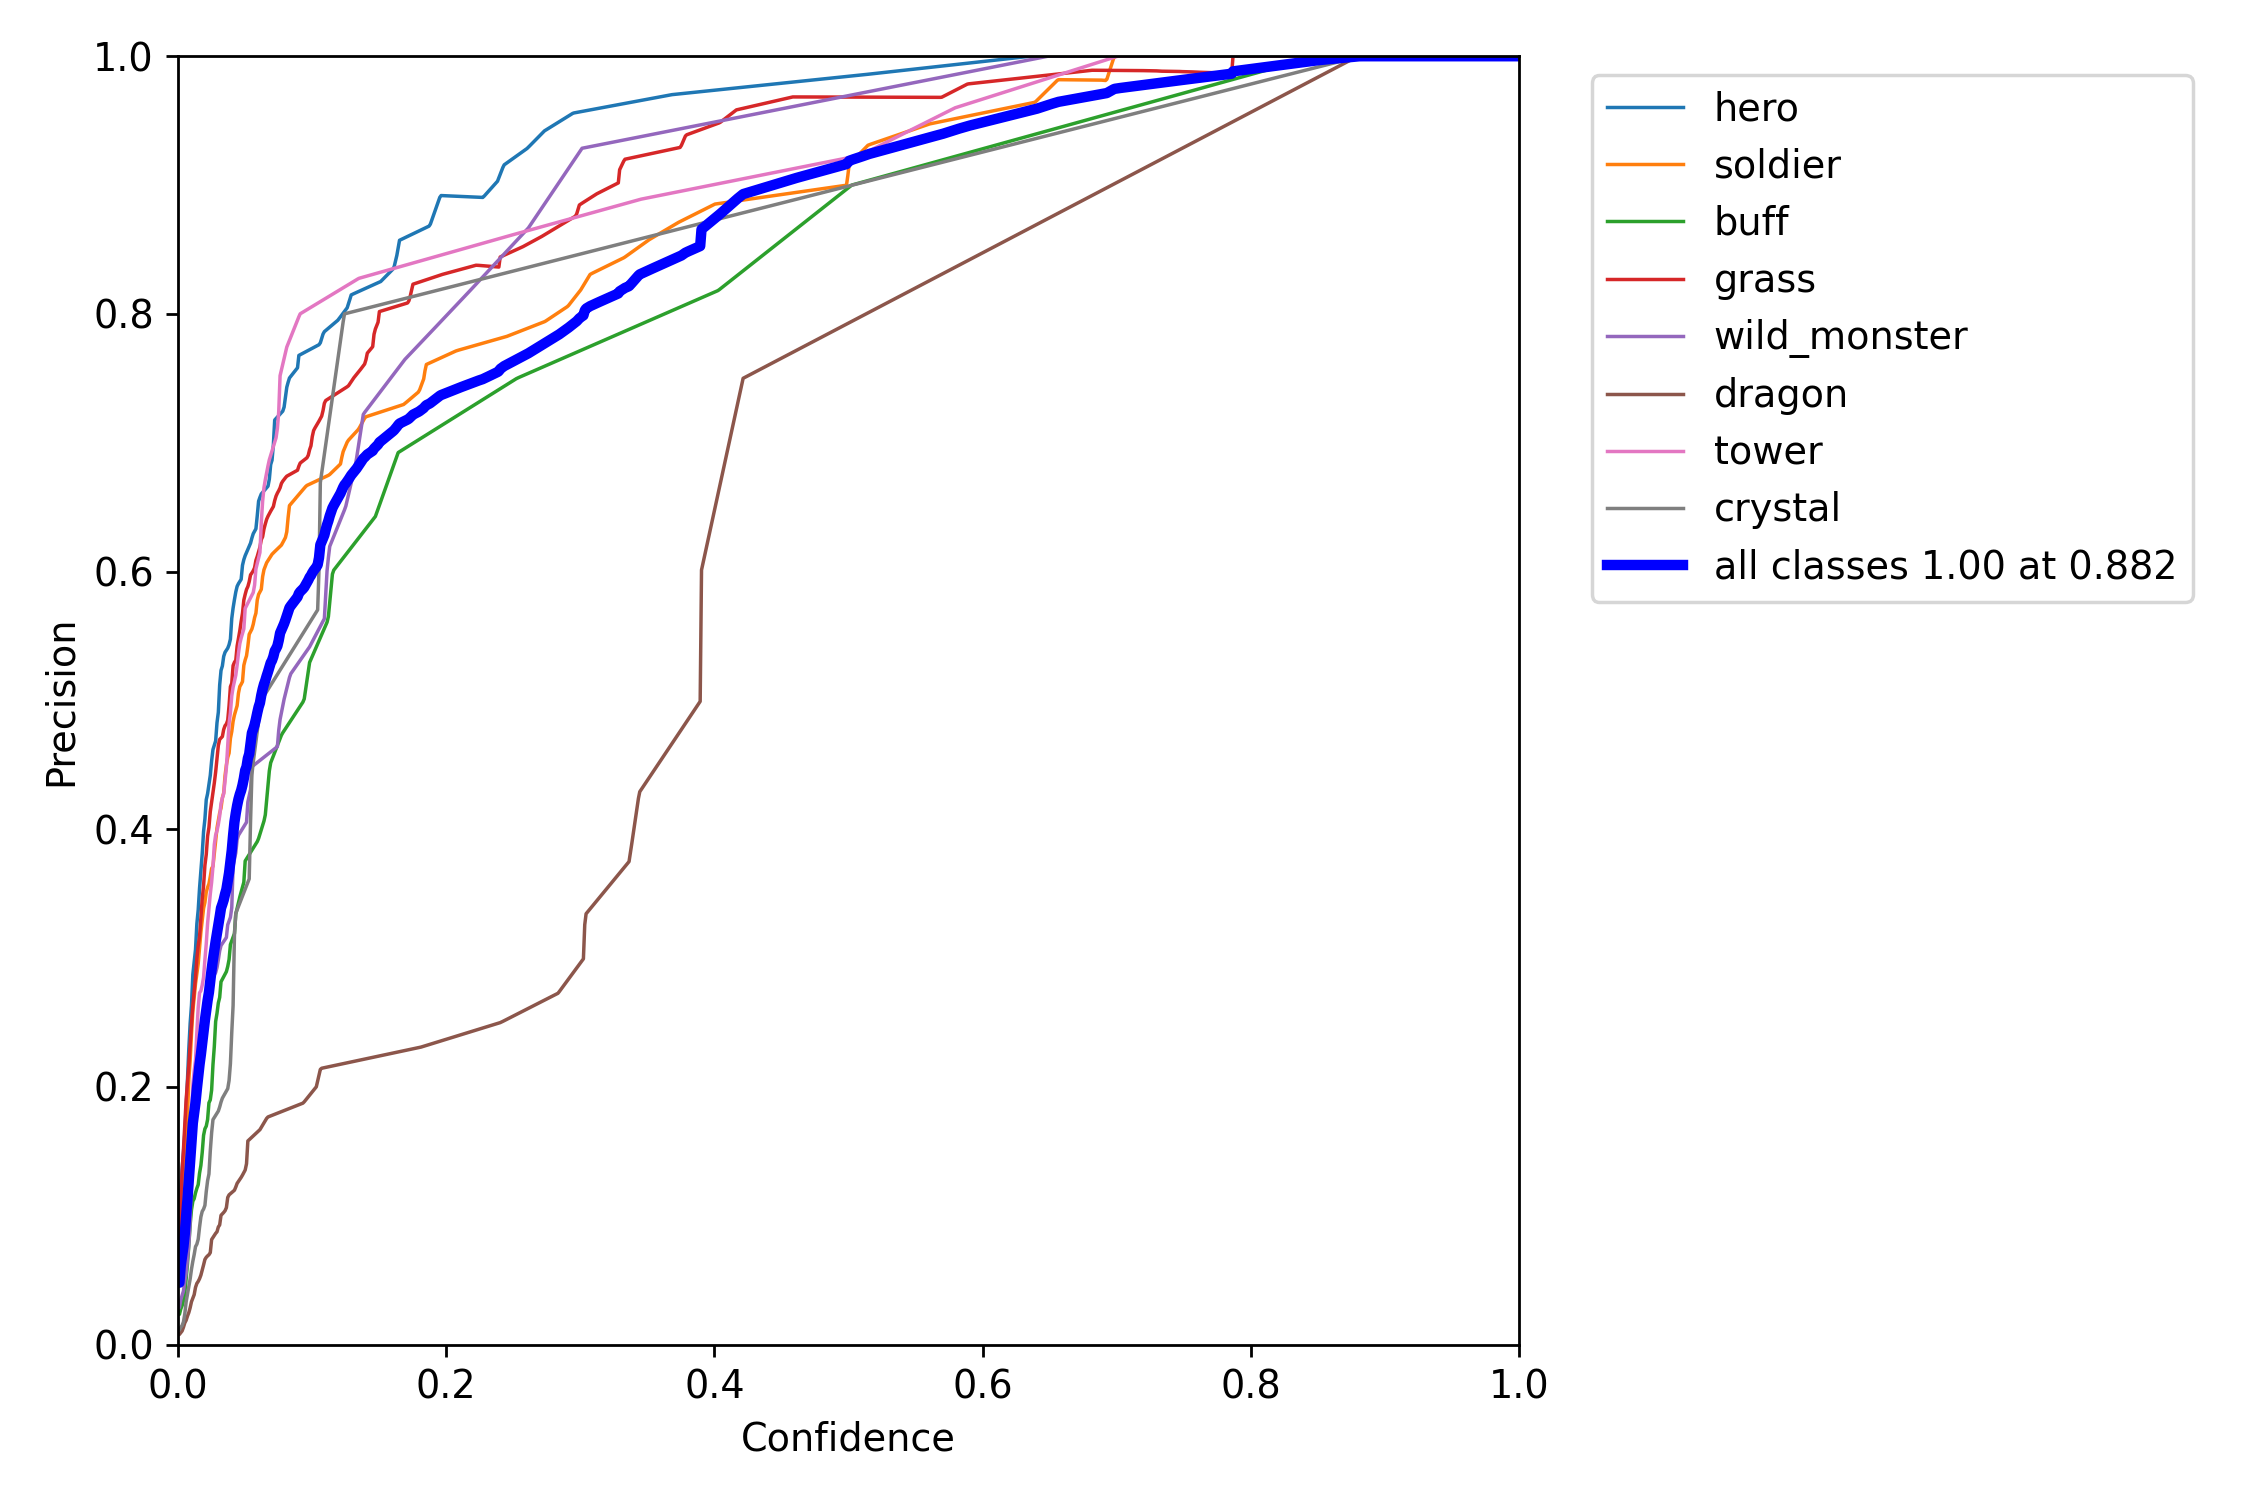 1.0
0.8
0.6
0.4
0.2
0.0
Precision
0.0 0.2 0.4 0.6 0.8 1.0
Confidence
hero
soldier
buff
grass
wild_monster
dragon
tower
crystal
all classes 1.00 at 0.882